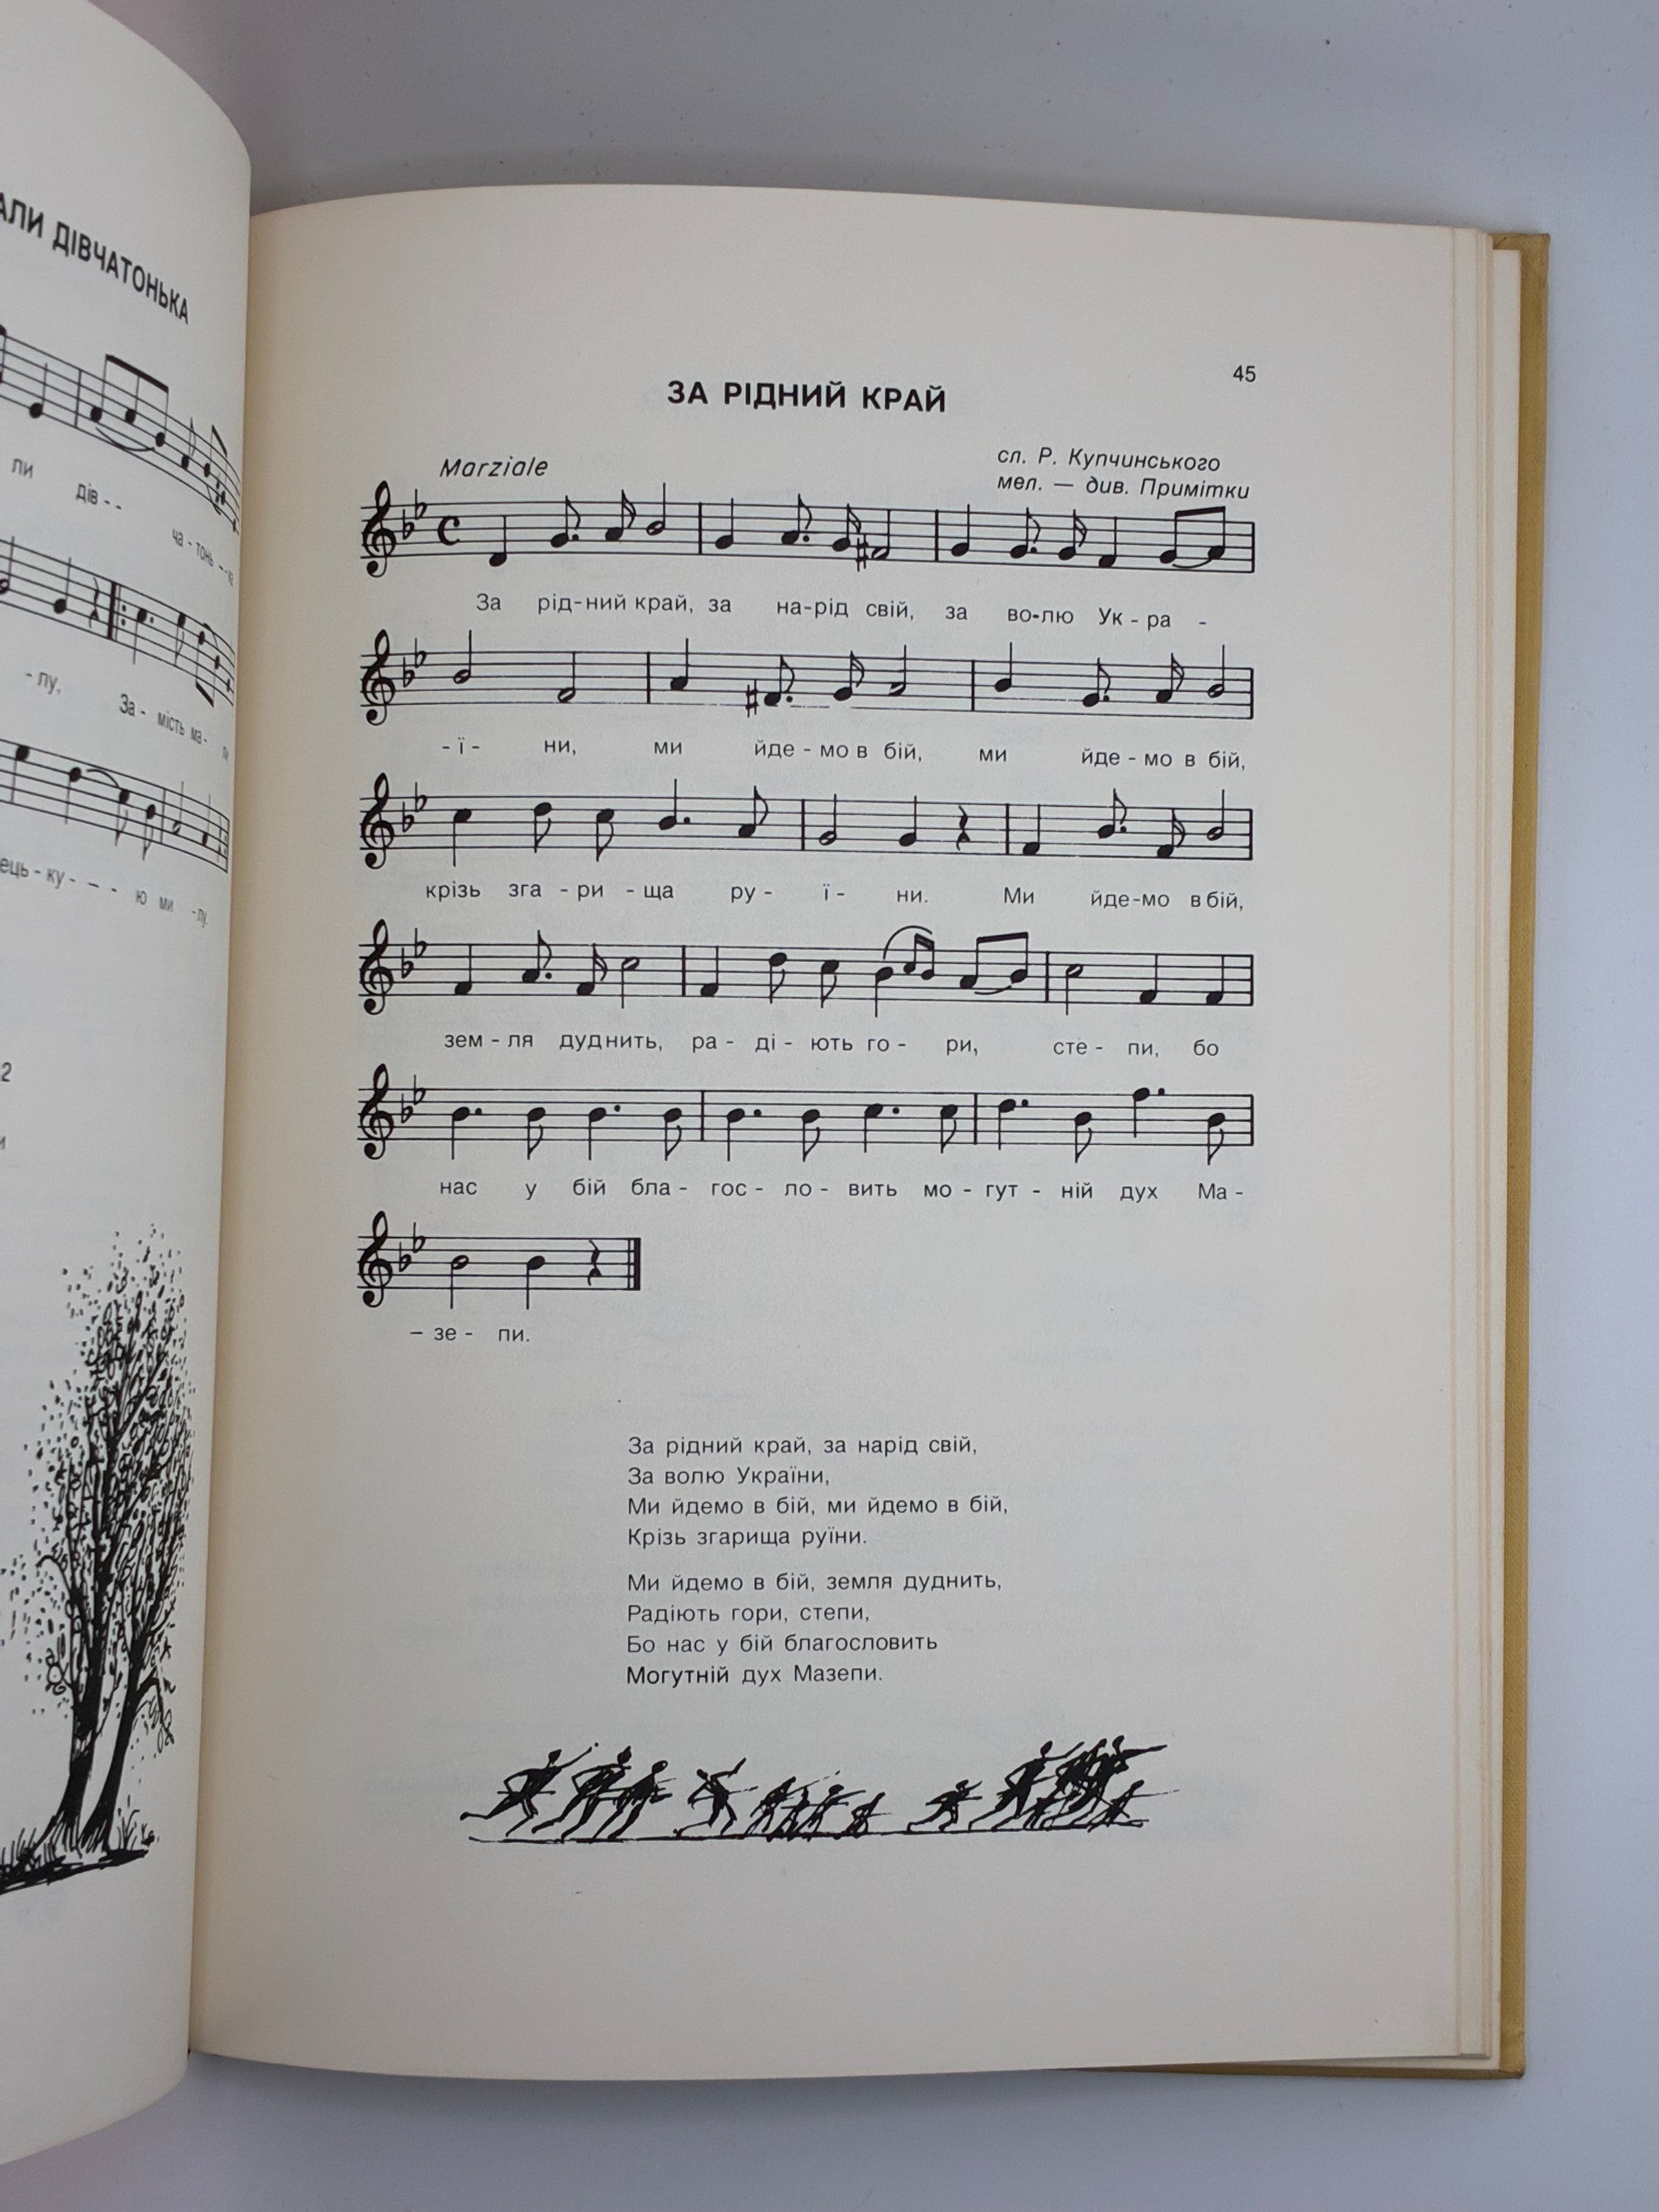 ДІВЧАТОНЬКА
ли дів - -
ча - тонь - - ка
- лу, За - мість ма -
- ку - - - ю ми - лу.
45
ЗА РІДНИЙ КРАЙ
Marziale
сл. Р. Купчинського
мел. — див. Примітки
За рід-ний край, за на-рід свій, за во-лю Ук - ра -
- ї - ни, ми йде - мо в бій, ми йде - мо в бій,
крізь зга - ри - ща ру - ї - ни. Ми йде-мо в бій,
зем - ля дуднить, ра - ді - ють го - ри, сте - пи, бо
нас у бій бла - гос - ло - вить мо - гут - ній дух Ма -
- зе - пи.
За рідний край, за нарід свій,
За волю України,
Ми йдемо в бій, ми йдемо в бій,
Крізь згарища руїни.
Ми йдемо в бій, земля дуднить,
Радіють гори, степи,
Бо нас у бій благословить
Могутній дух Мазепи.